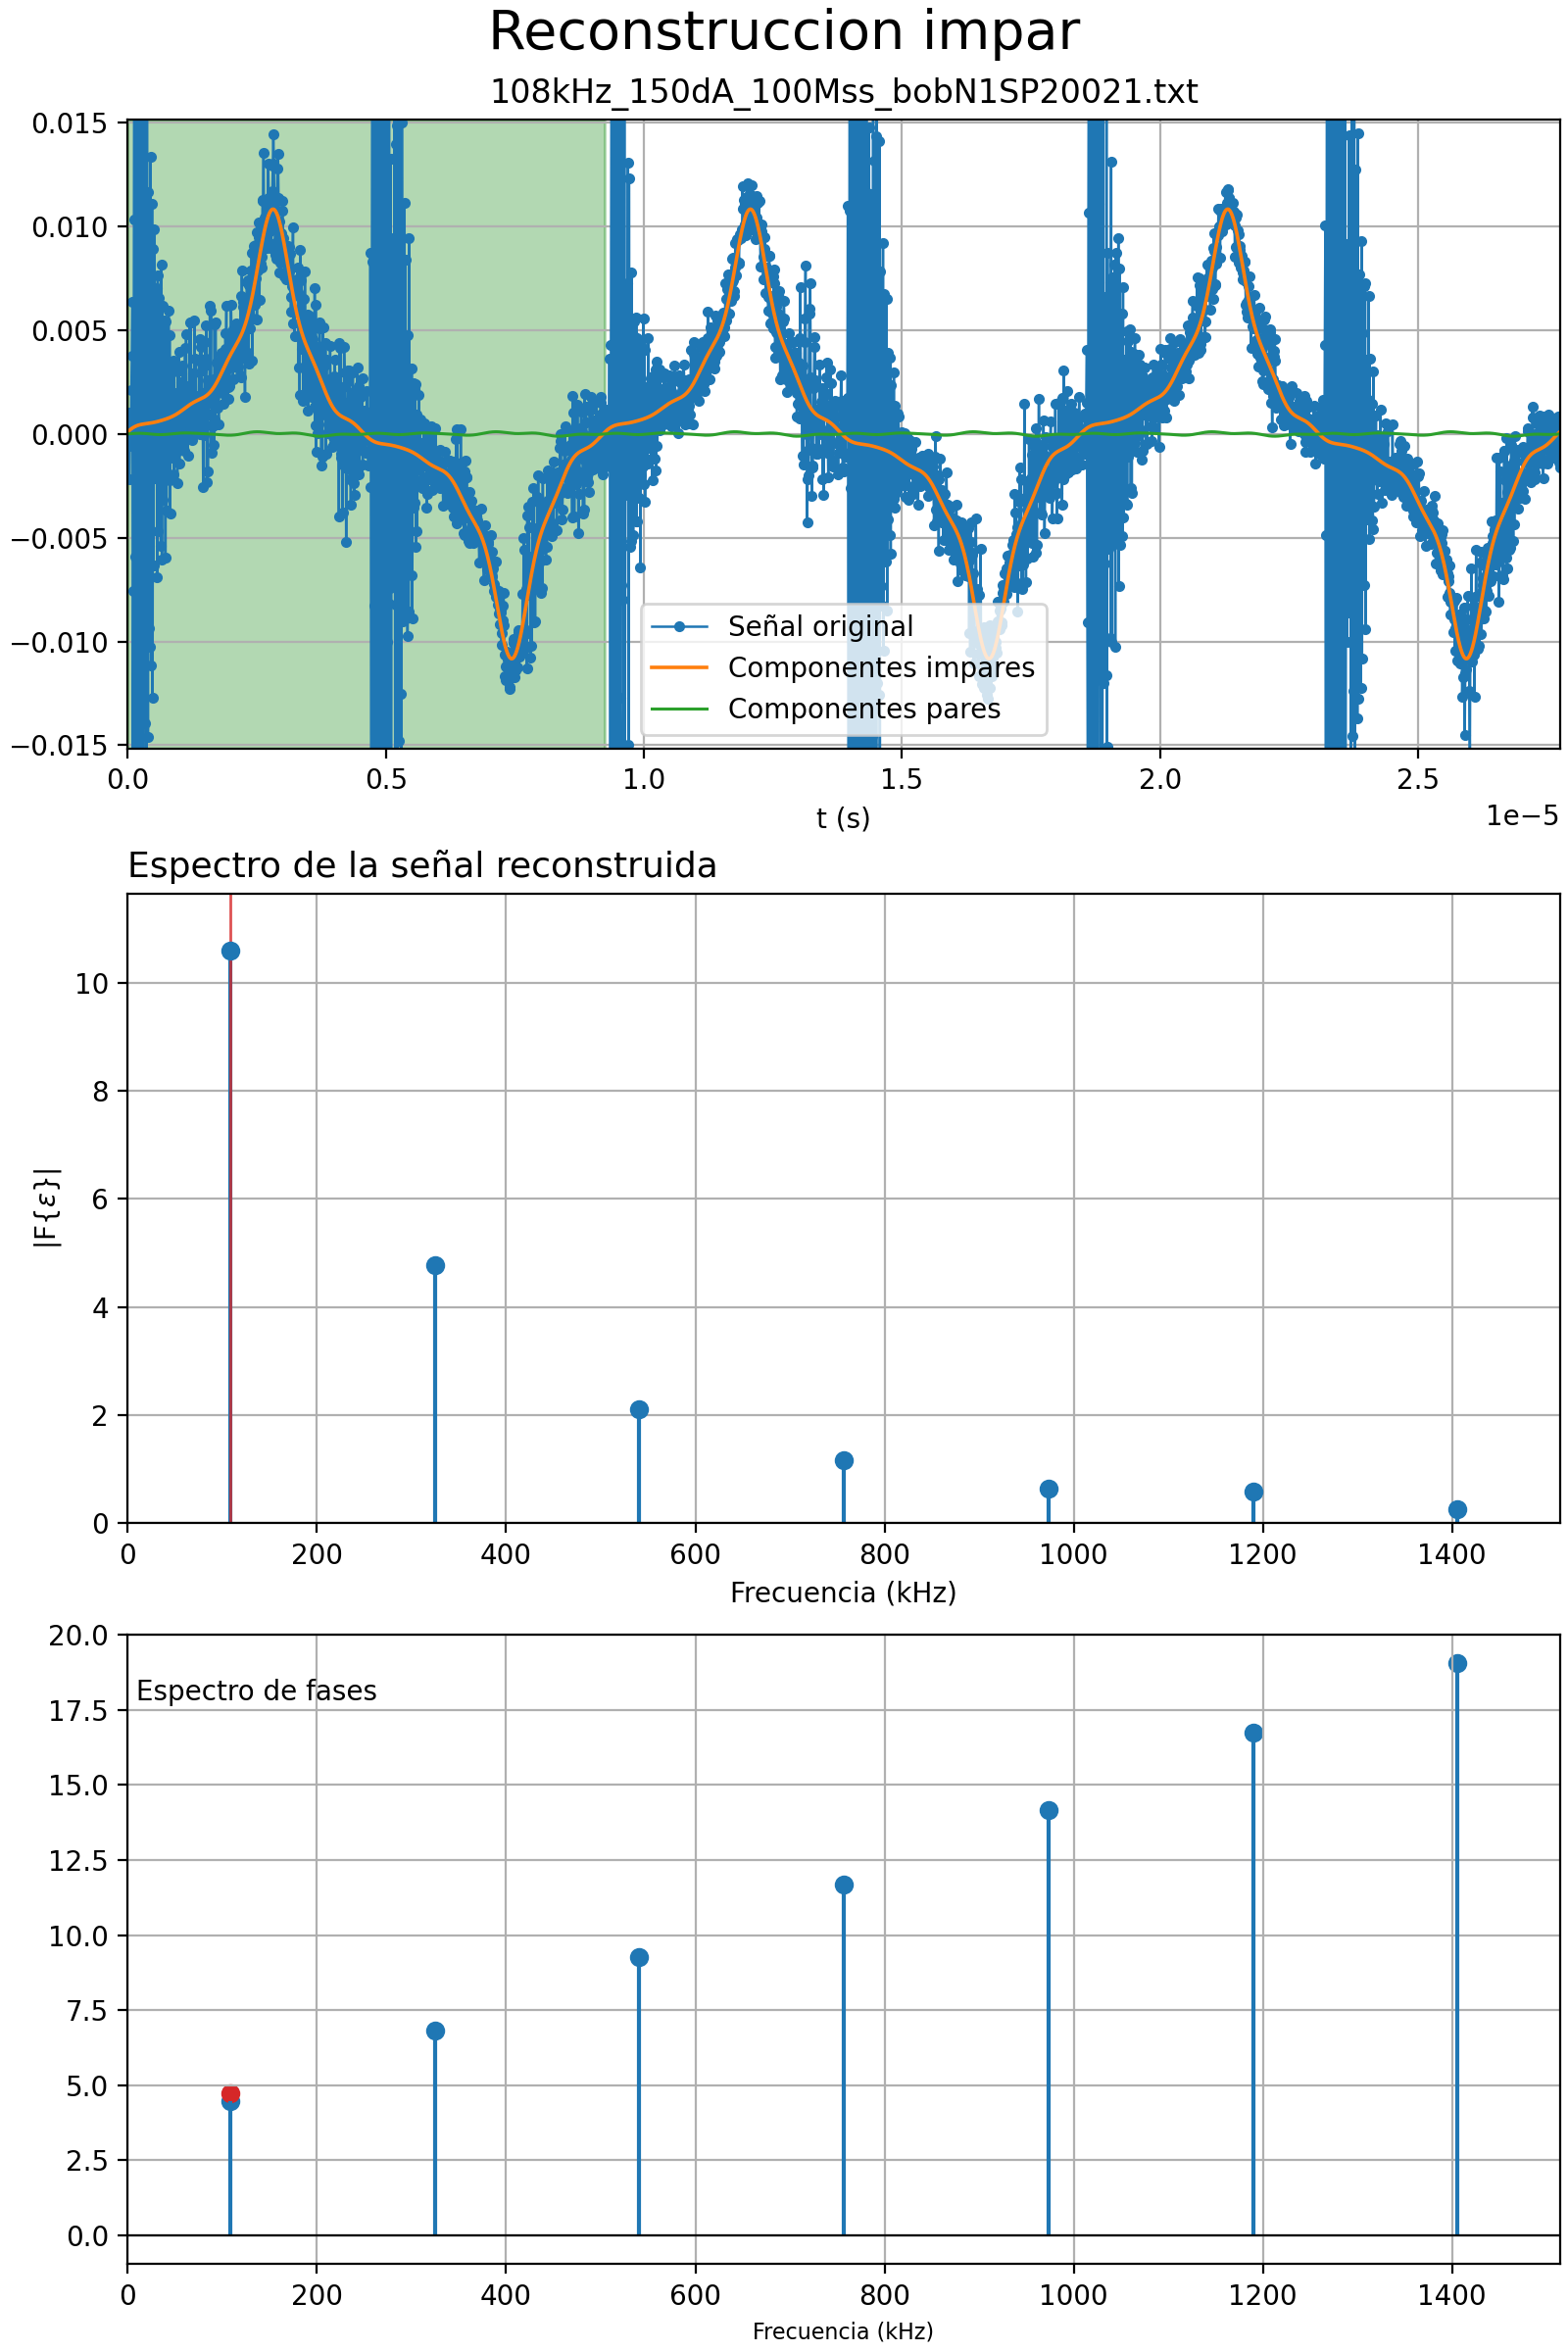 Reconstruccion impar
108kHz_150dA_100Mss_bobN1SP20021.txt
0.015
0.010
0.005
0.000
−0.005
−0.010
−0.015
Señal original
Componentes impares
Componentes pares
0.0 0.5 1.0 1.5 2.0 2.5
1e−5
t (s)
Espectro de la señal reconstruida
10
8
6
4
2
0
|F{ε}|
0 200 400 600 800 1000 1200 1400
Frecuencia (kHz)
20.0
Espectro de fases
17.5
15.0
12.5
10.0
7.5
5.0
2.5
0.0
0 200 400 600 800 1000 1200 1400
Frecuencia (kHz)